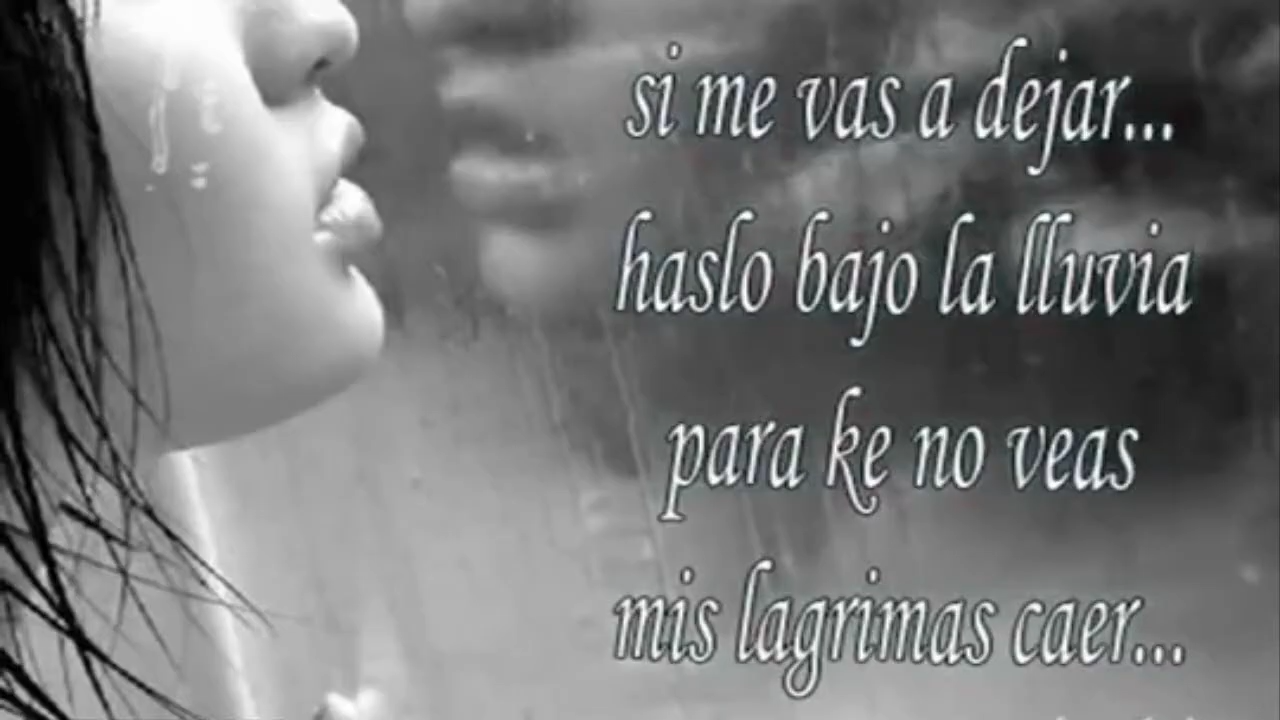 si me vas a dejar...
haslo bajo la lluvia
para ke no veas
mis lagrimas caer...